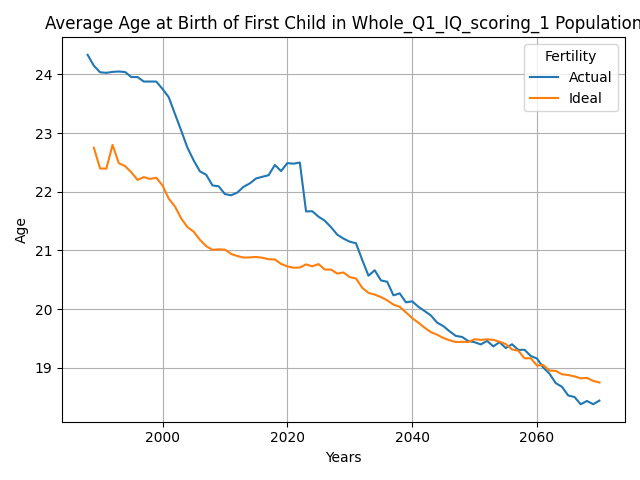 Average Age at Birth of First Child in Whole_Q1_IQ_scoring_1 Population
Fertility
Actual
Ideal
Age
24
23
22
21
20
19
2000 2020 2040 2060
Years